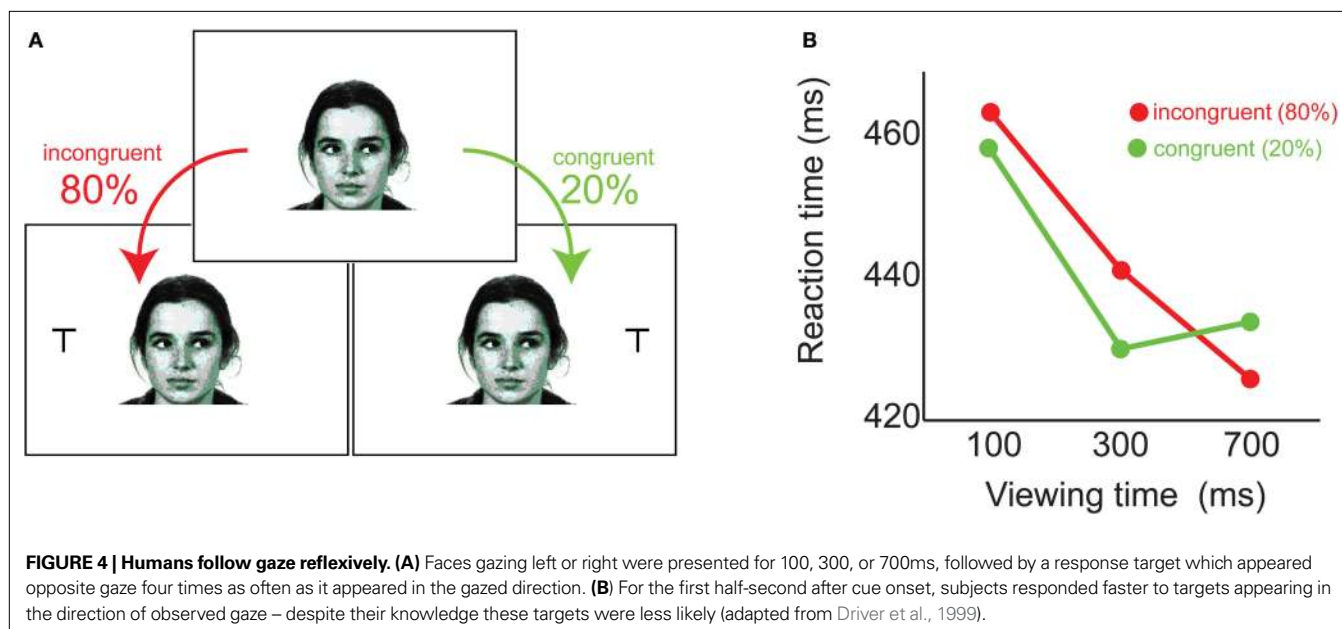 A
incongruent
80%
congruent
20%
T
T
B
Reaction time (ms)
460
440
420
incongruent (80%)
congruent (20%)
100 300 700
Viewing time (ms)
FIGURE 4 | Humans follow gaze reflexively. (A) Faces gazing left or right were presented for 100, 300, or 700ms, followed by a response target which appeared
opposite gaze four times as often as it appeared in the gazed direction. (B) For the first half-second after cue onset, subjects responded faster to targets appearing in
the direction of observed gaze – despite their knowledge these targets were less likely (adapted from Driver et al., 1999).